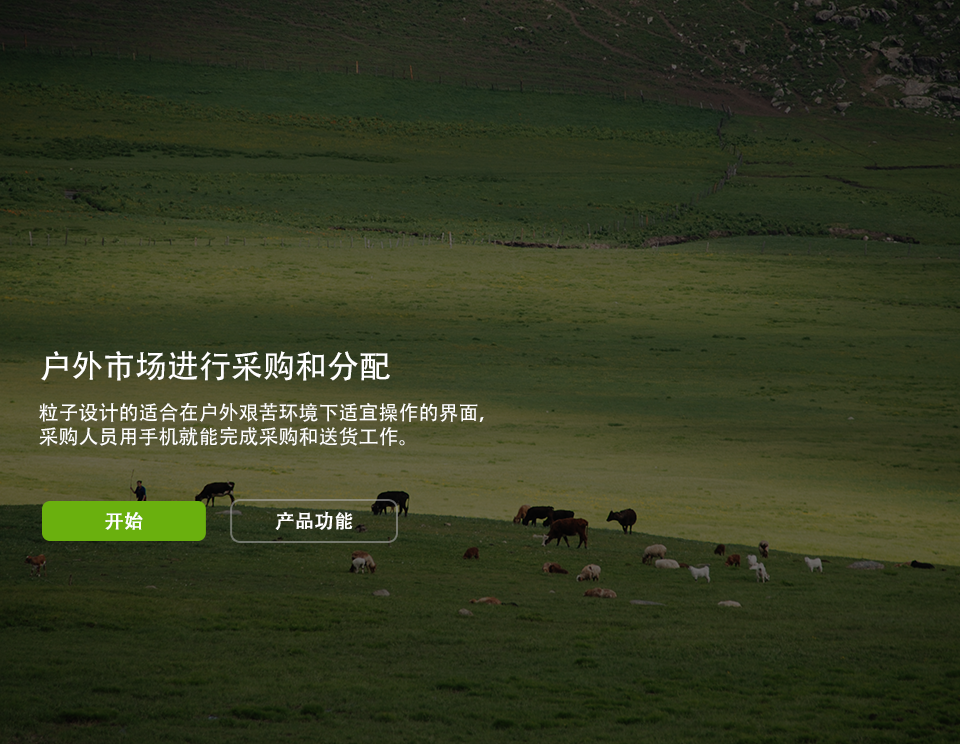 户外市场进行采购和分配
粒子设计的适合在户外艰苦环境下适宜操作的界面,
采购人员用手机就能完成采购和送货工作。
开始
产品功能